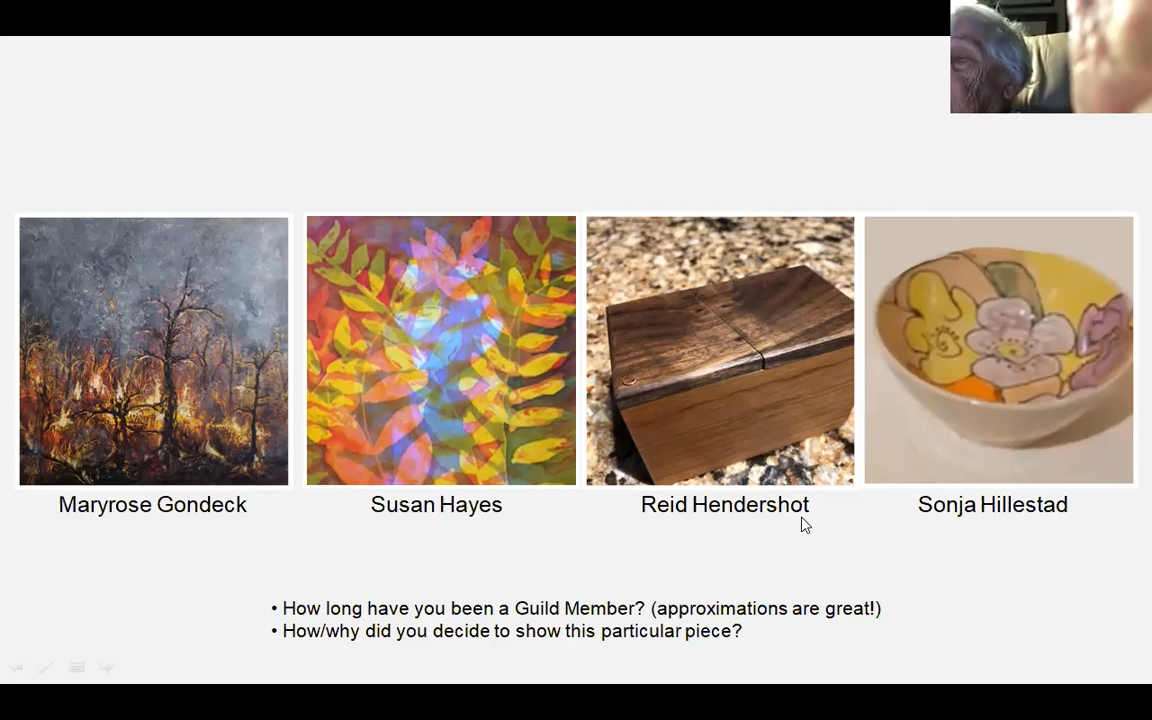 Maryrose Gondeck
Susan Hayes
Reid Hendershot
Sonja Hillestad
• How long have you been a Guild Member? (approximations are great!)
• How/why did you decide to show this particular piece?